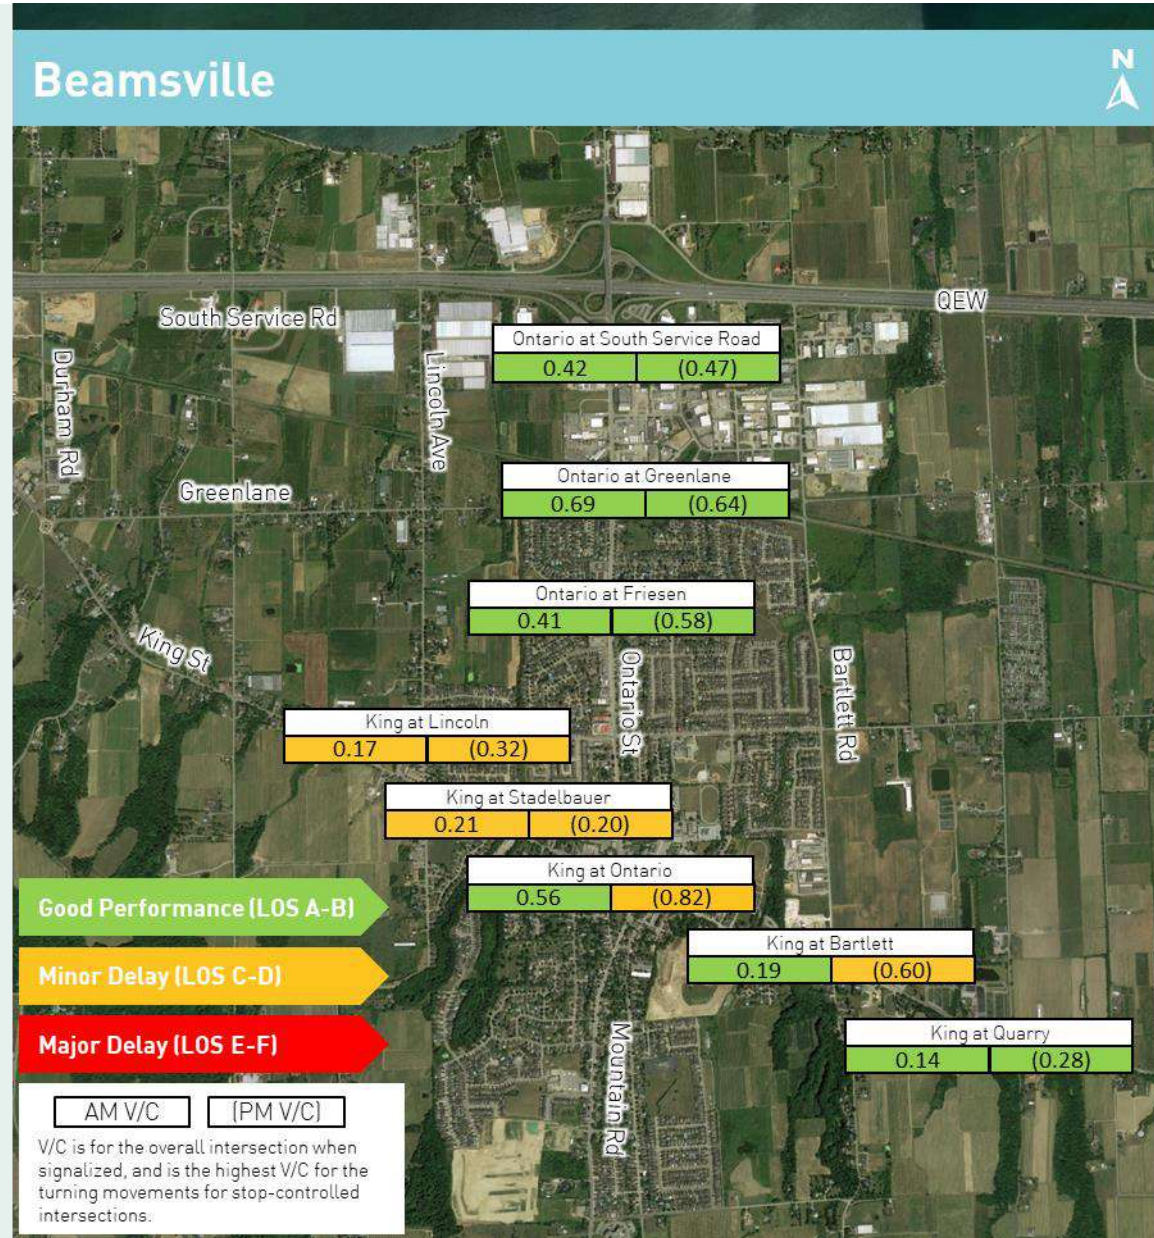 Beamsville
N
QEW
South Service Rd
Ontario at South Service Road
0.42 (0.47)
Durham Rd
Lincoln Ave
Ontario at Greenlane
0.69 (0.64)
Greenlane
Ontario at Friesen
0.41 (0.58)
King St
Ontario St
Bartlett Rd
King at Lincoln
0.17 (0.32)
King at Stadelbauer
0.21 (0.20)
King at Ontario
0.56 (0.82)
King at Bartlett
0.19 (0.60)
King at Quarry
0.14 (0.28)
Mountain Rd
Good Performance (LOS A-B)
Minor Delay (LOS C-D)
Major Delay (LOS E-F)
AM V/C (PM V/C)
V/C is for the overall intersection when
signalized, and is the highest V/C for the
turning movements for stop-controlled
intersections.